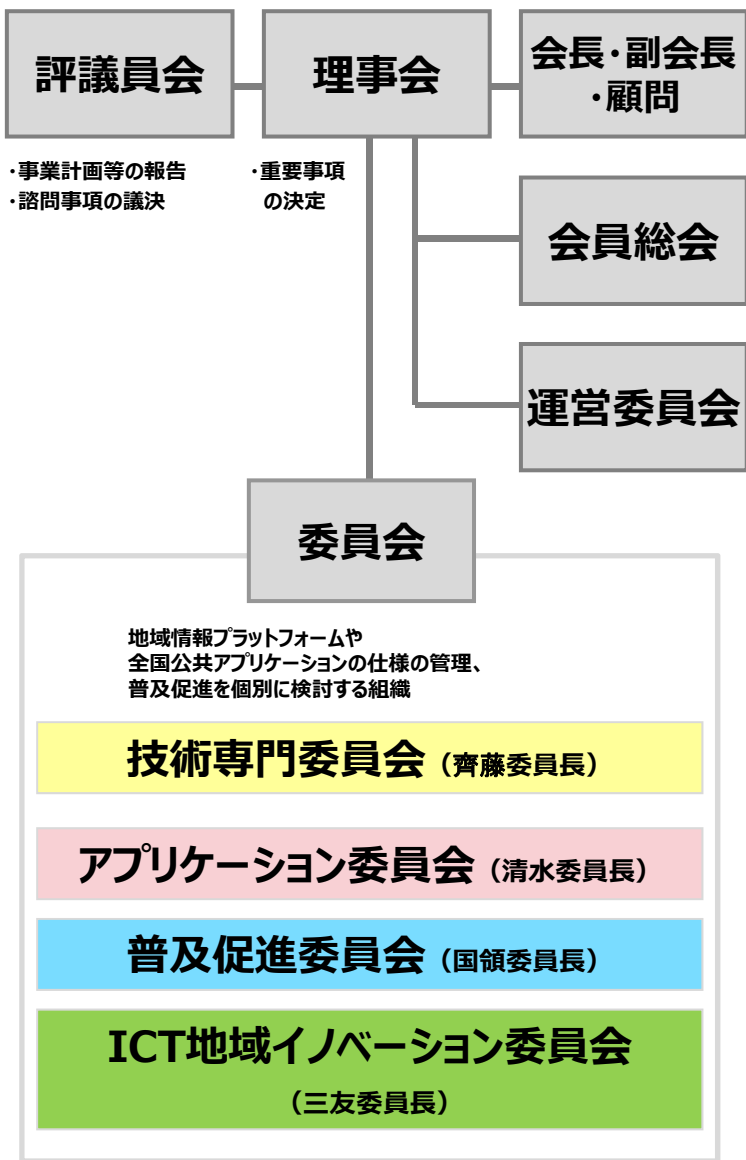 評議員会
理事会
会長・副会長
・顧問
・事業計画等の報告
・諮問事項の議決
・重要事項
の決定
会員総会
運営委員会
委員会
地域情報プラットフォームや
全国公共アプリケーションの仕様の管理、
普及促進を個別に検討する組織
技術専門委員会（齊藤委員長）
アプリケーション委員会（清水委員長）
普及促進委員会（国領委員長）
ICT地域イノベーション委員会
（三友委員長）